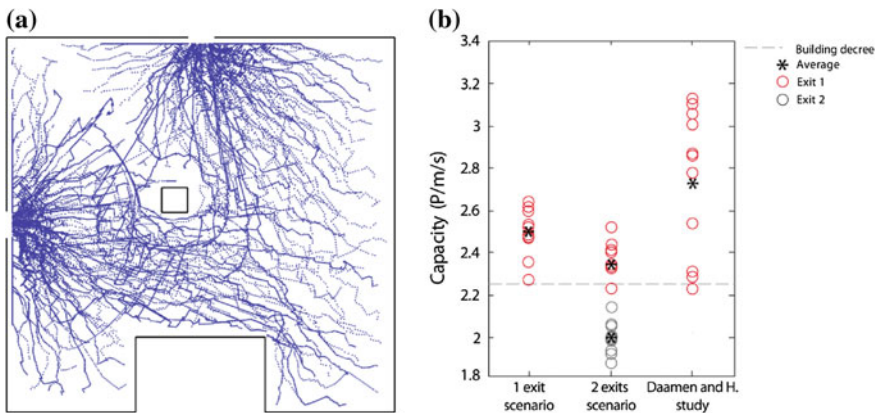 (a)
(b)
3.4
3.2
3
2.8
2.6
2.4
2.2
2
1.8
Capacity (P/m/s)
1 exit
scenario
2 exits
scenario
Daamen and H.
study
Building decree
Average
Exit 1
Exit 2